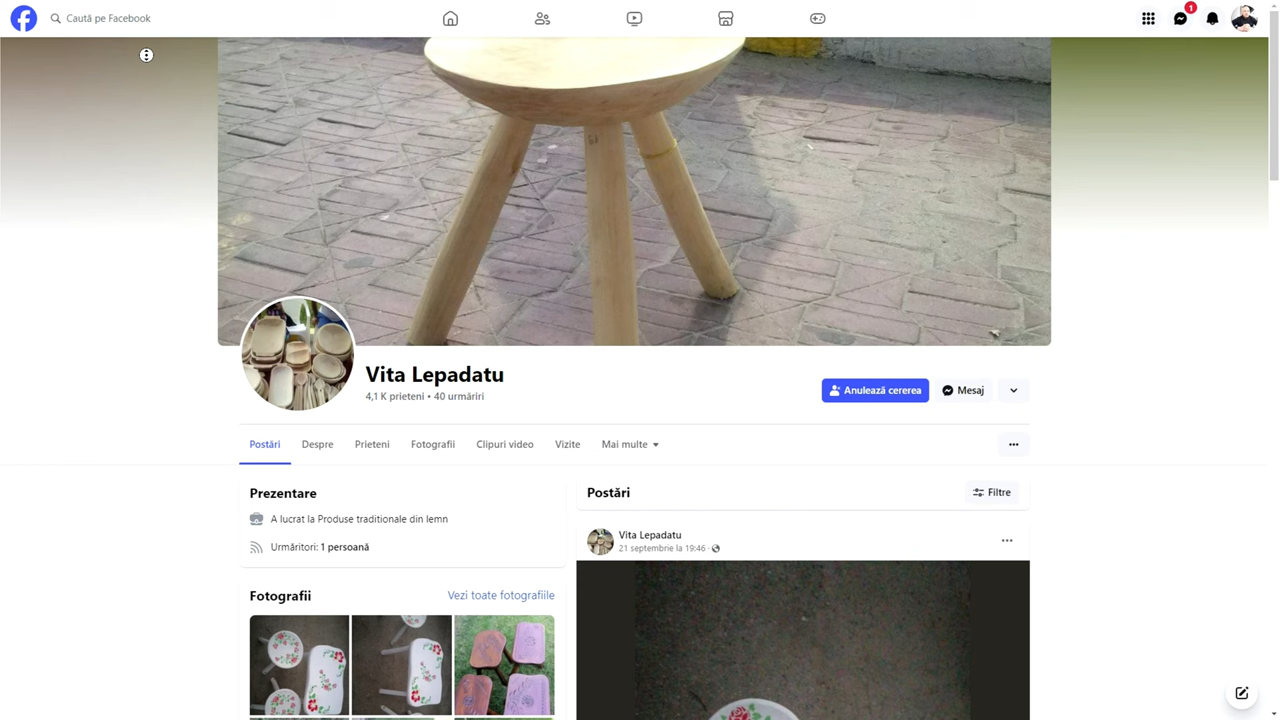 Caută pe Facebook
1
Vita Lepadatu
4,1 K prieteni • 40 urmăriri
Anulează cererea
Mesaj
Postări
Despre
Prieteni
Fotografii
Clipuri video
Vizite
Mai multe
Prezentare
A lucrat la Produse traditionale din lemn
Urmăritori: 1 persoană
Fotografii
Vezi toate fotografiile
Postări
Filtre
Vita Lepadatu
21 septembrie la 19:46